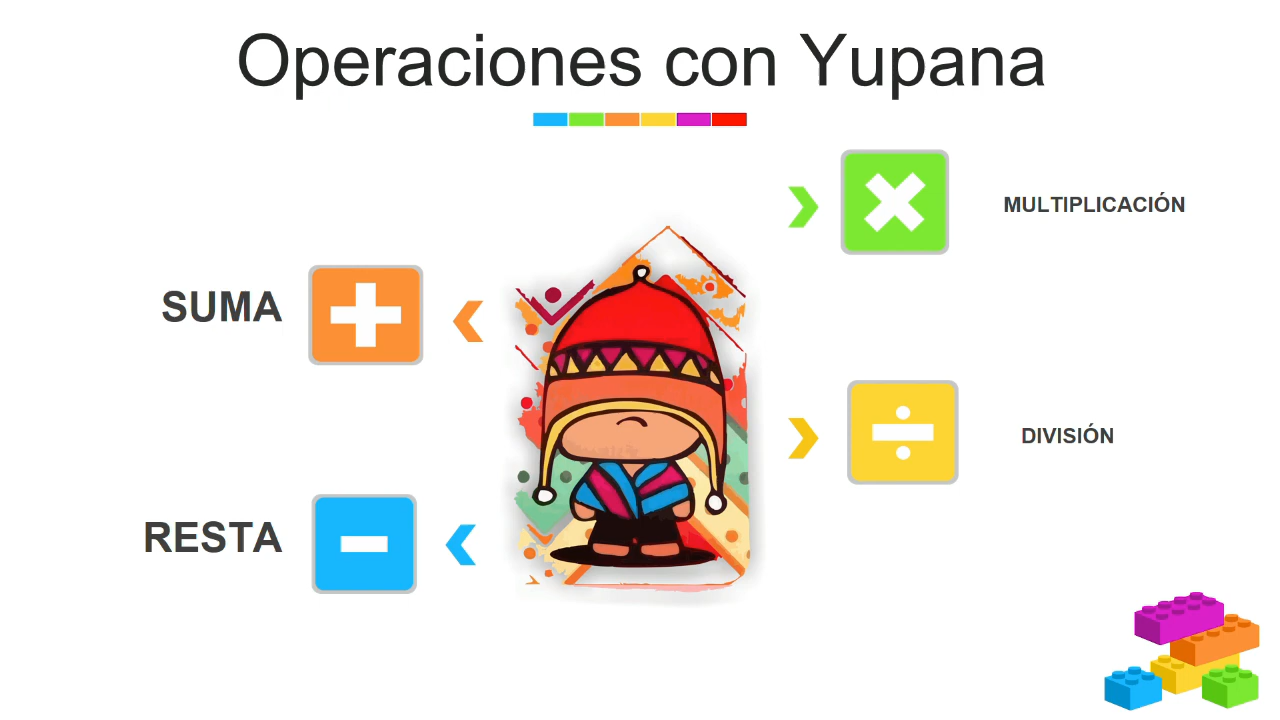 Operaciones con Yupana
MULTIPLICACIÓN
SUMA
DIVISIÓN
RESTA